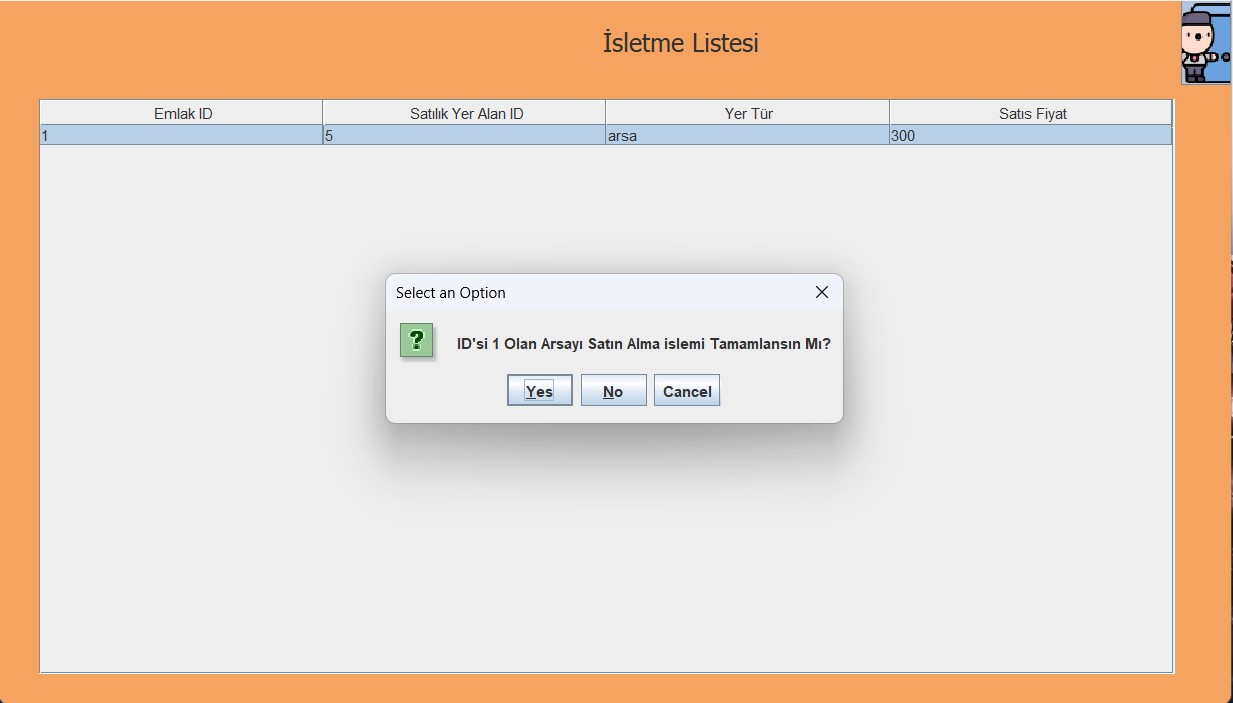 İsletme Listesi
Emlak ID Satılık Yer Alan ID Yer Tür Satıs Fiyat
1 5 arsa 300
Select an Option
?
ID'si 1 Olan Arsayı Satın Alma islemi Tamamlansın Mı?
Yes No Cancel